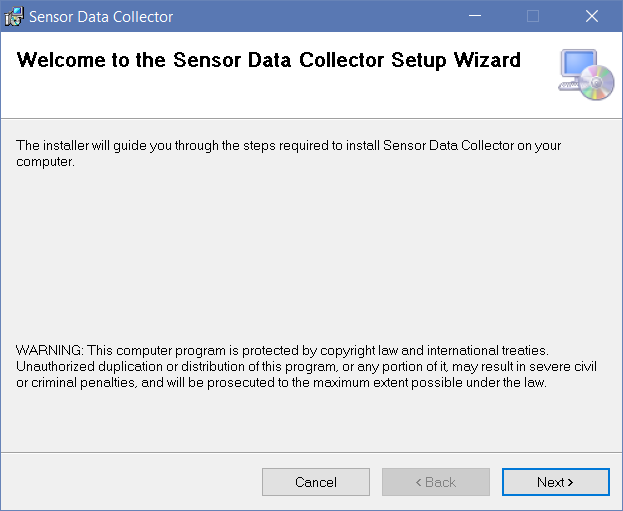 Sensor Data Collector
Welcome to the Sensor Data Collector Setup Wizard
The installer will guide you through the steps required to install Sensor Data Collector on your
computer.
WARNING: This computer program is protected by copyright law and international treaties.
Unauthorized duplication or distribution of this program, or any portion of it, may result in severe civil
or criminal penalties, and will be prosecuted to the maximum extent possible under the law.
Cancel
< Back
Next >